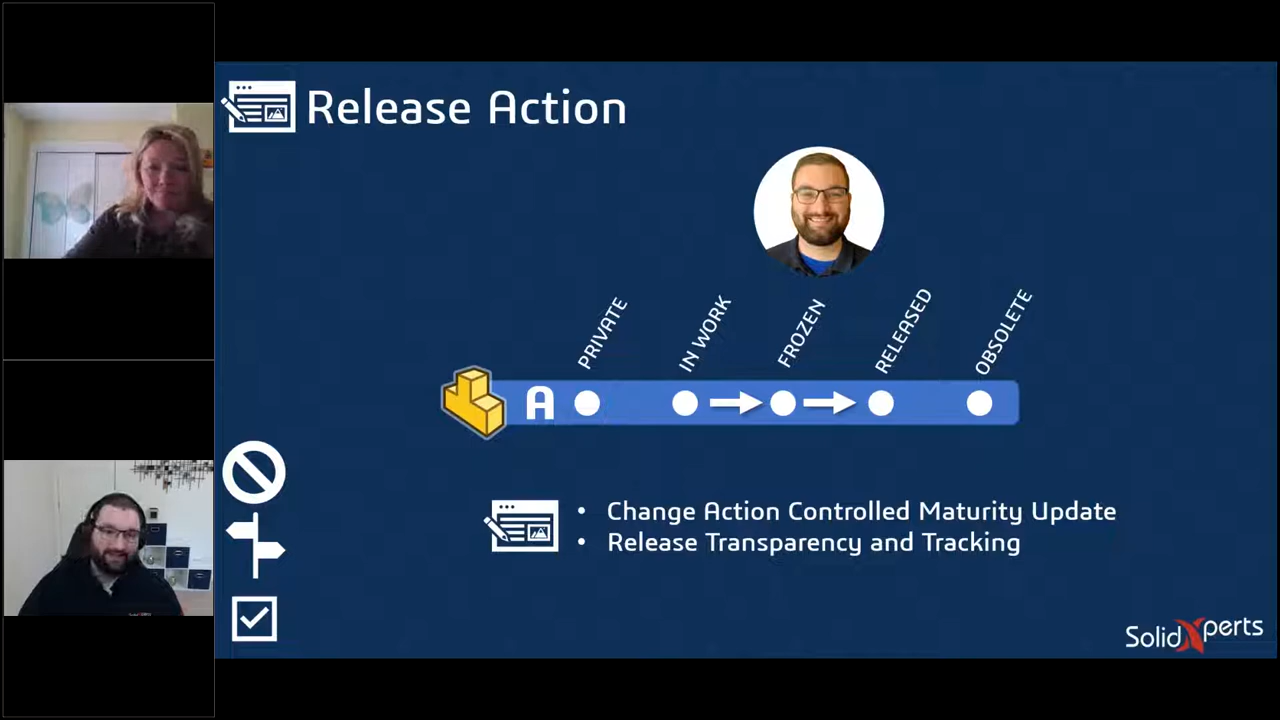 Release Action
PRIVATE
IN WORK
FROZEN
RELEASED
OBSOLETE
A
• Change Action Controlled Maturity Update
• Release Transparency and Tracking
SolidXperts